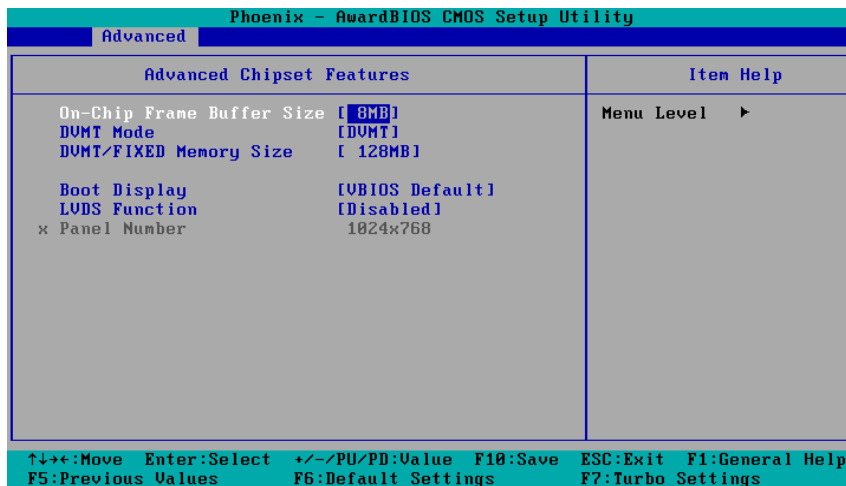 Phoenix - AwardBIOS CMOS Setup Utility
Advanced
Advanced Chipset Features
Item Help
On-Chip Frame Buffer Size [ 8MB]
Menu Level ►
DVMT Mode [DVMT]
DVMT/FIXED Memory Size [ 128MB]
Boot Display [VBIOS Default]
LVDS Function [Disabled]
x Panel Number 1024x768
↑↓→←:Move Enter:Select +/-/PU/PD:Value F10:Save ESC:Exit F1:General Help
F5:Previous Values F6:Default Settings F7:Turbo Settings